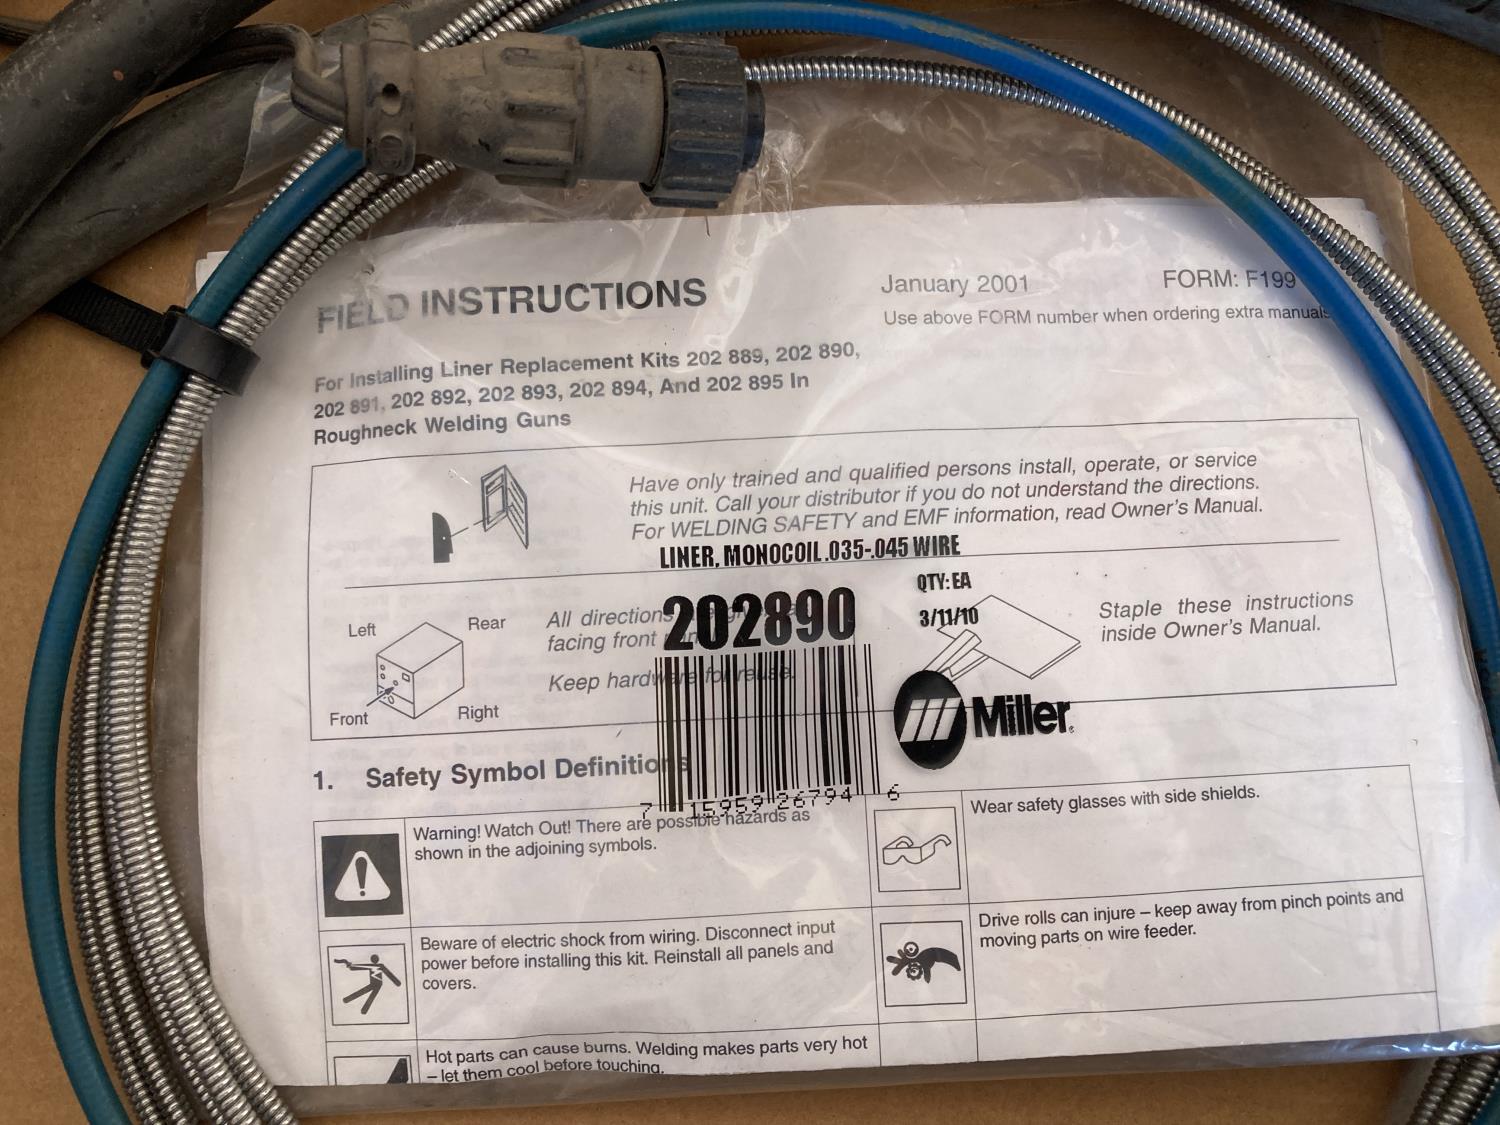 FIELD INSTRUCTIONS
January 2001 FORM: F199
Use above FORM number when ordering extra manuals
For Installing Liner Replacement Kits 202 889, 202 890,
202 891, 202 892, 202 893, 202 894, And 202 895 In
Roughneck Welding Guns
Have only trained and qualified persons install, operate, or service
this unit. Call your distributor if you do not understand the directions.
For WELDING SAFETY and EMF information, read Owner's Manual.
LINER, MONOCOIL .035-.045 WIRE
202890
QTY: EA
3/11/10
Left
Rear
Front
Right
All directions
facing front
Keep hardware for reuse.
Staple these instructions
inside Owner's Manual.
Miller
7 15959 26794 6
1. Safety Symbol Definitions
Warning! Watch Out! There are possible hazards as
shown in the adjoining symbols.
Wear safety glasses with side shields.
Beware of electric shock from wiring. Disconnect input
power before installing this kit. Reinstall all panels and
covers.
Drive rolls can injure – keep away from pinch points and
moving parts on wire feeder.
Hot parts can cause burns. Welding makes parts very hot
– let them cool before touching.